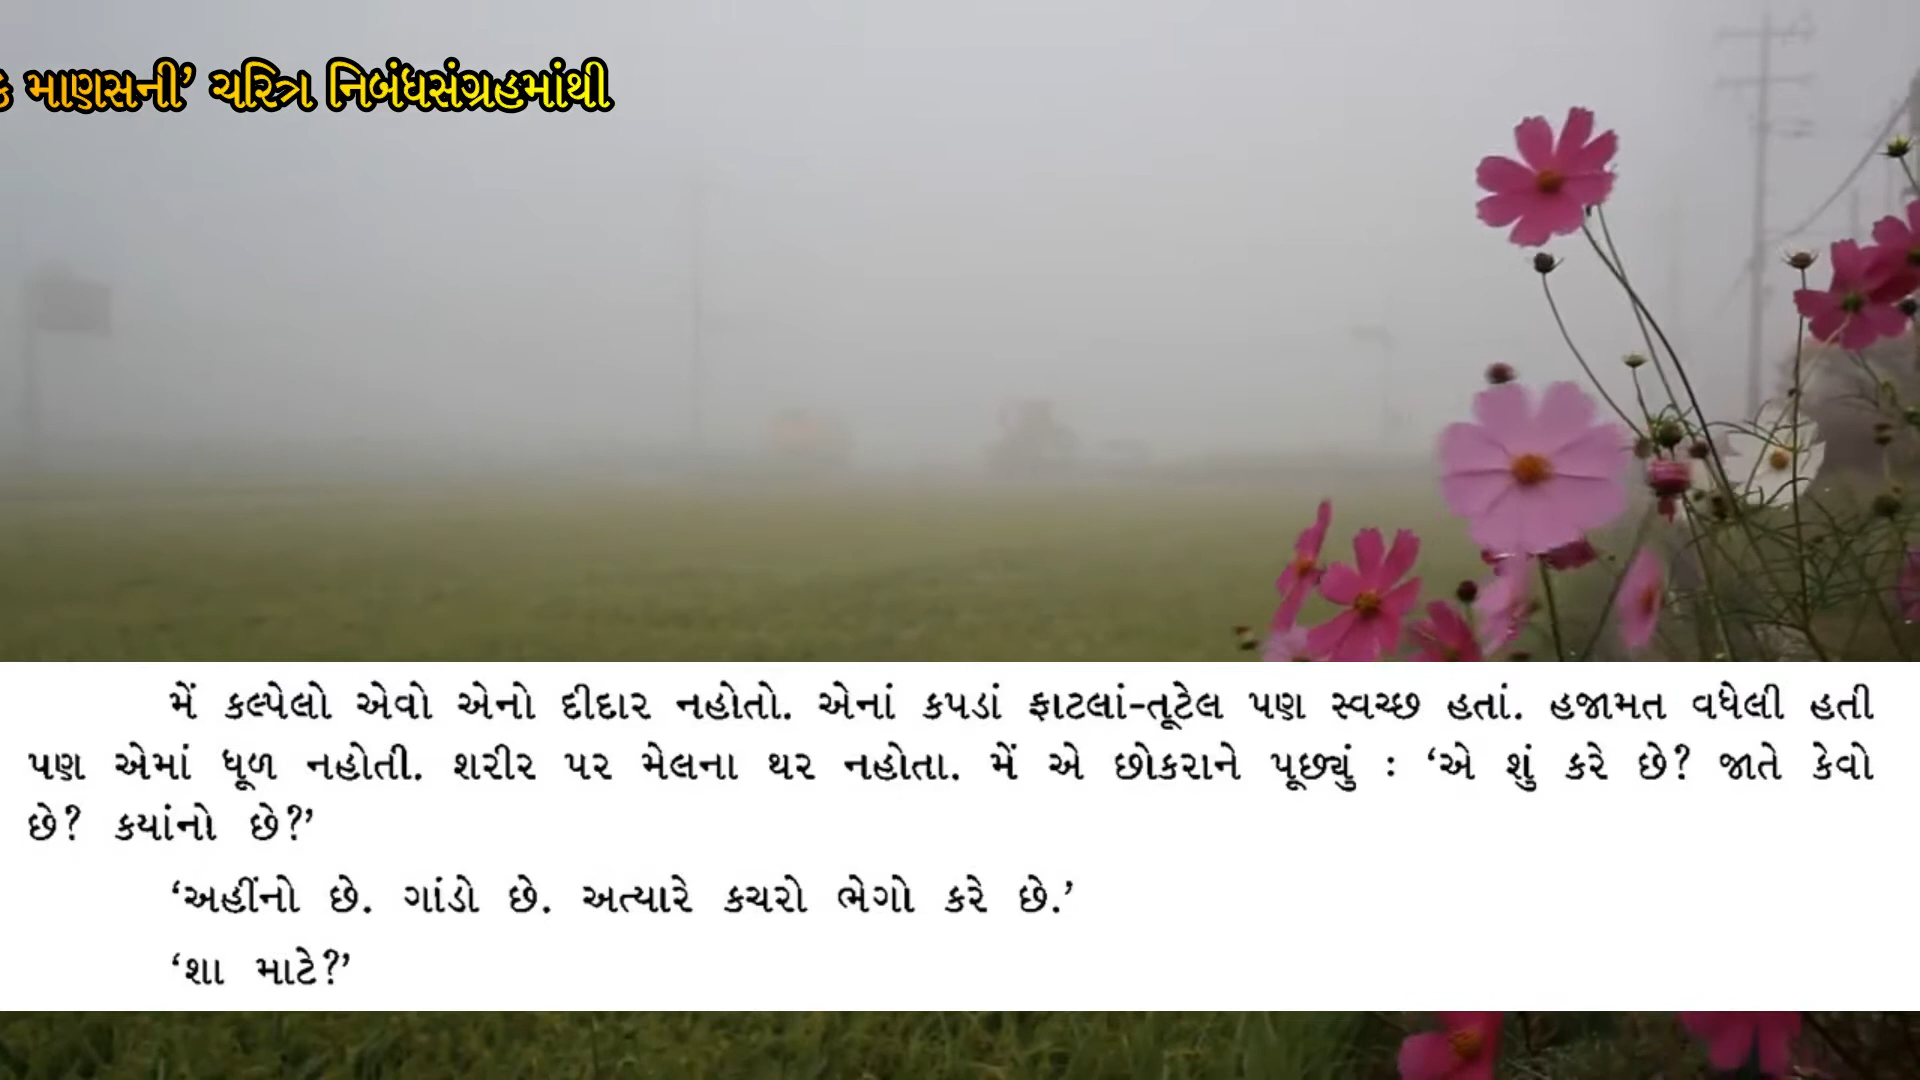 માણસની’ ચરિત્ર નિબંધસંગ્રહમાંથી
મેં કલ્પેલો એવો એનો દીદાર નહોતો. એનાં કપડાં ફાટલાં-તૂટેલ પણ સ્વચ્છ હતાં. હજામત વધેલી હતી
પણ એમાં ધૂળ નહોતી. શરીર પર મેલના થર નહોતા. મેં એ છોકરાને પૂછ્યું : ‘એ શું કરે છે? જાતે કેવો
છે? કયાંનો છે?’
‘અહીંનો છે. ગાંડો છે. અત્યારે કચરો ભેગો કરે છે.’
‘શા માટે?’